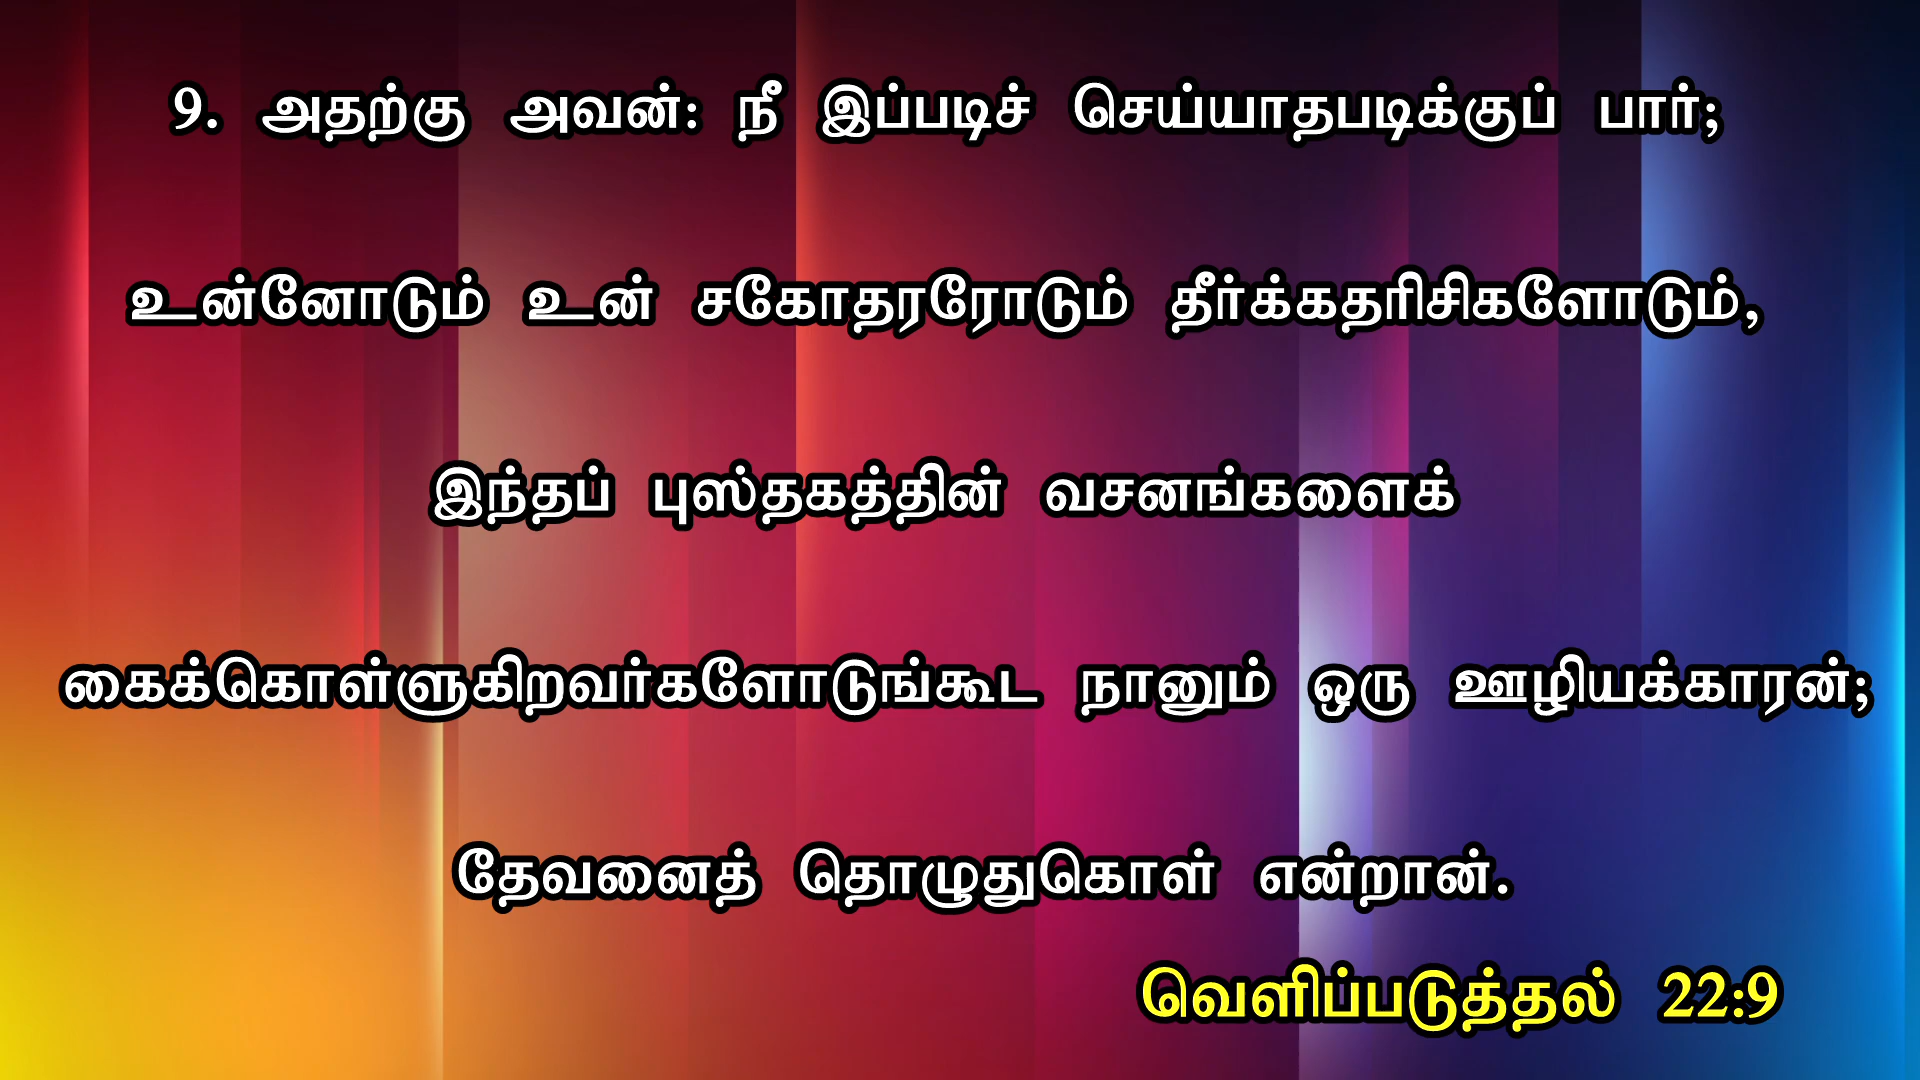 9. அதற்கு அவன்: நீ இப்படிச் செய்யாதபடிக்குப் பார்;
உன்னோடும் உன் சகோதரரோடும் தீர்க்கதரிசிகளோடும்,
இந்தப் புஸ்தகத்தின் வசனங்களைக்
கைக்கொள்ளுகிறவர்களோடுங்கூட நானும் ஒரு ஊழியக்காரன்;
தேவனைத் தொழுதுகொள் என்றான்.
வெளிப்படுத்தல் 22:9